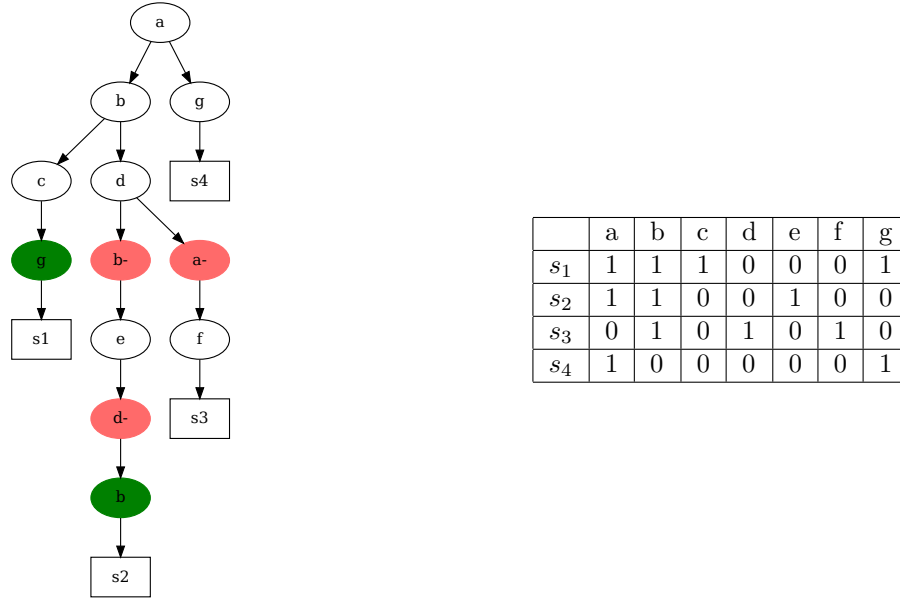 a
b g
c d s4
g b- a-
s1 e f
d- s3
b
s2
a b c d e f g
s1 1 1 1 0 0 0 1
s2 1 1 0 0 1 0 0
s3 0 1 0 1 0 1 0
s4 1 0 0 0 0 0 1